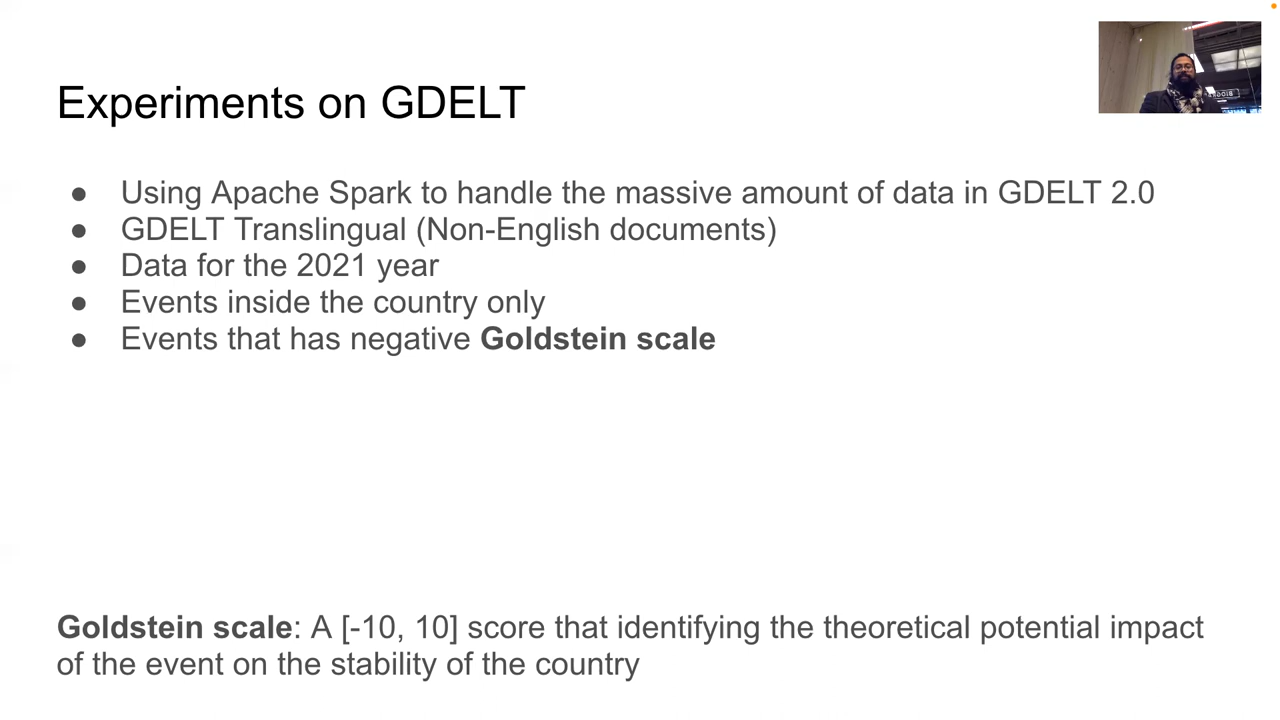 Experiments on GDELT
● Using Apache Spark to handle the massive amount of data in GDELT 2.0
● GDELT Translingual (Non-English documents)
● Data for the 2021 year
● Events inside the country only
● Events that has negative Goldstein scale
Goldstein scale: A [-10, 10] score that identifying the theoretical potential impact
of the event on the stability of the country